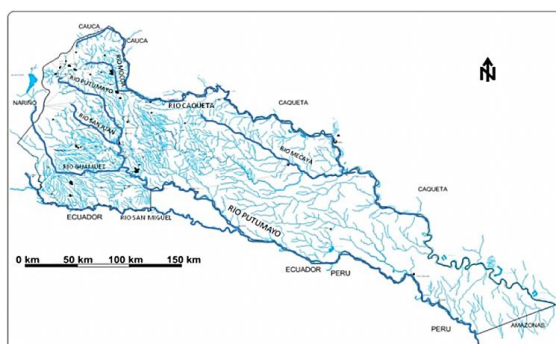 CAUCA
CAUCA
RIO MOCOA
RIO PUTUMAYO
NARIÑO
RIO SAN JUAN
RIO CAQUETA
CAQUETA
N
RIO MECAYA
RIO GUAMUEZ
CAQUETA
ECUADOR
RIO SAN MIGUEL
RIO PUTUMAYO
0 km 50 km 100 km 150 km
ECUADOR
PERU
AMAZONAS
PERU